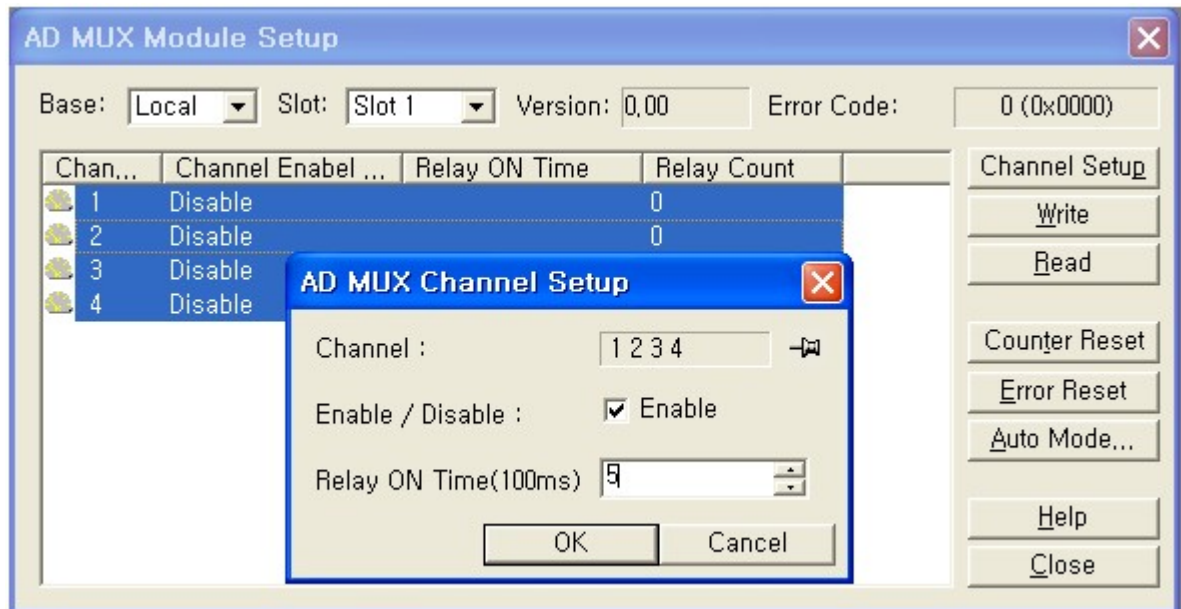 AD MUX Module Setup
Base: Local Slot: Slot 1 Version: 0,00 Error Code: 0 (0x0000)
Chan,,, Channel Enabel ,,, Relay ON Time Relay Count
1 Disable 0
2 Disable 0
3 Disable
4 Disable
AD MUX Channel Setup
Channel : 1 2 3 4
Enable / Disable : Enable
Relay ON Time(100ms) 5
OK Cancel
Channel Setup
Write
Read
Counter Reset
Error Reset
Auto Mode,,,
Help
Close